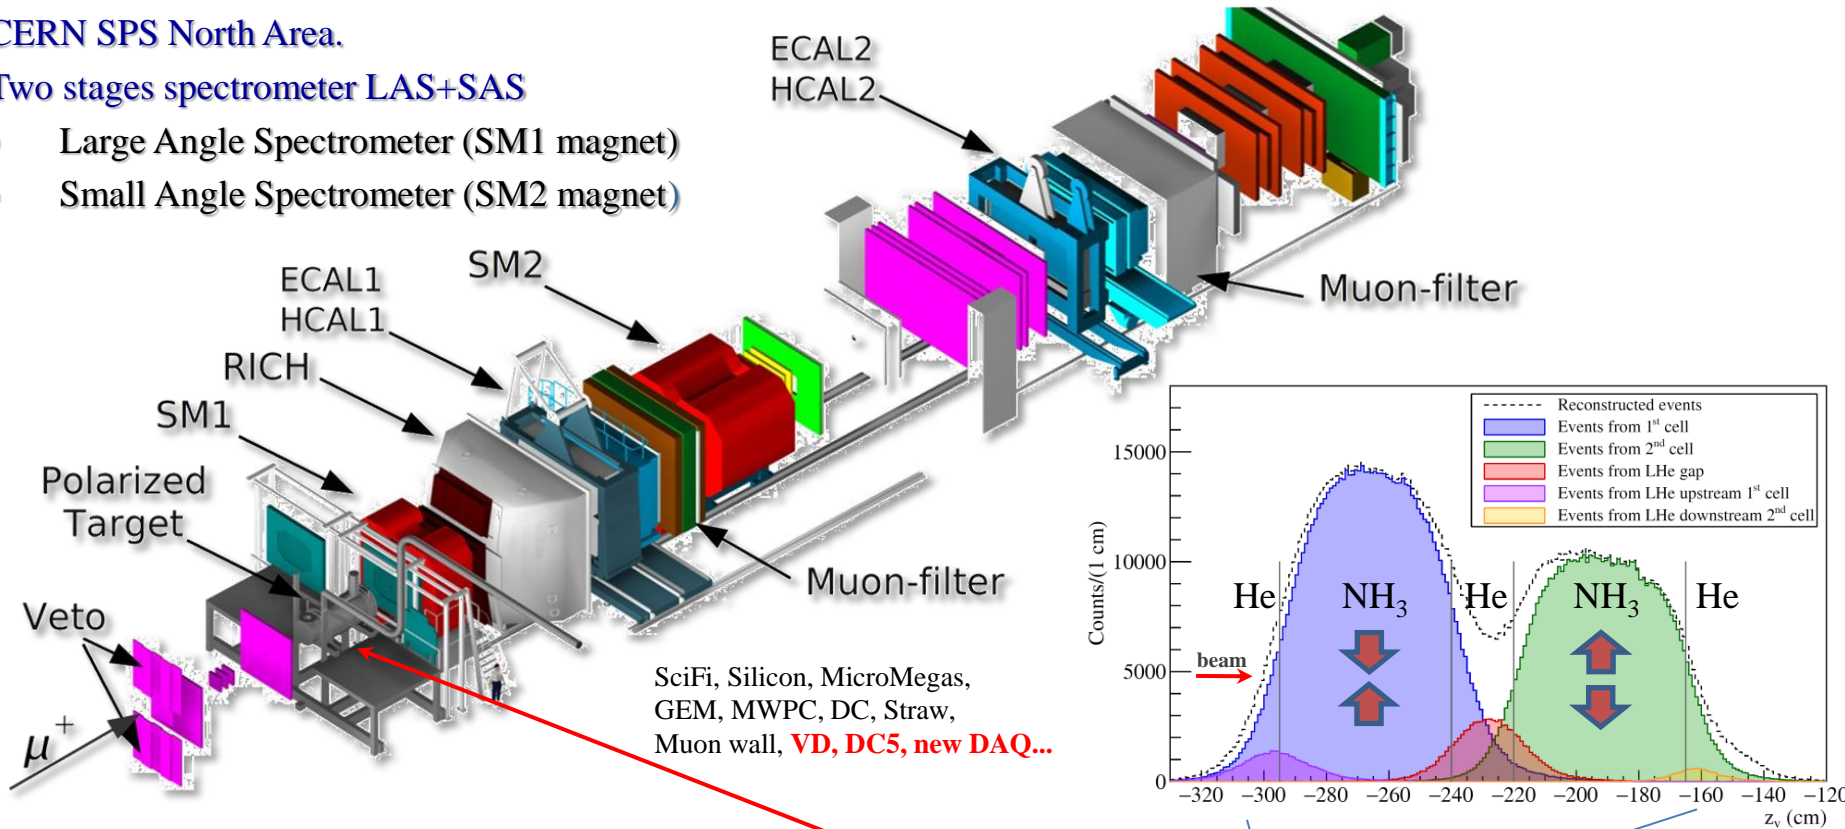 CERN SPS North Area.
Two stages spectrometer LAS+SAS
Large Angle Spectrometer (SM1 magnet)
Small Angle Spectrometer (SM2 magnet)
ECAL2
HCAL2
Muon-filter
SM2
ECAL1
HCAL1
RICH
SM1
Polarized
Target
Veto
μ+
Muon-filter
SciFi, Silicon, MicroMegas,
GEM, MWPC, DC, Straw,
Muon wall, VD, DC5, new DAQ...
Reconstructed events
Events from 1st cell
Events from 2nd cell
Events from LHe gap
Events from LHe upstream 1st cell
Events from LHe downstream 2nd cell
Counts/(1 cm)
15000
10000
5000
0
He NH3 He NH3 He
beam
−320 −300 −280 −260 −240 −220 −200 −180 −160 −140 −120
zv (cm)